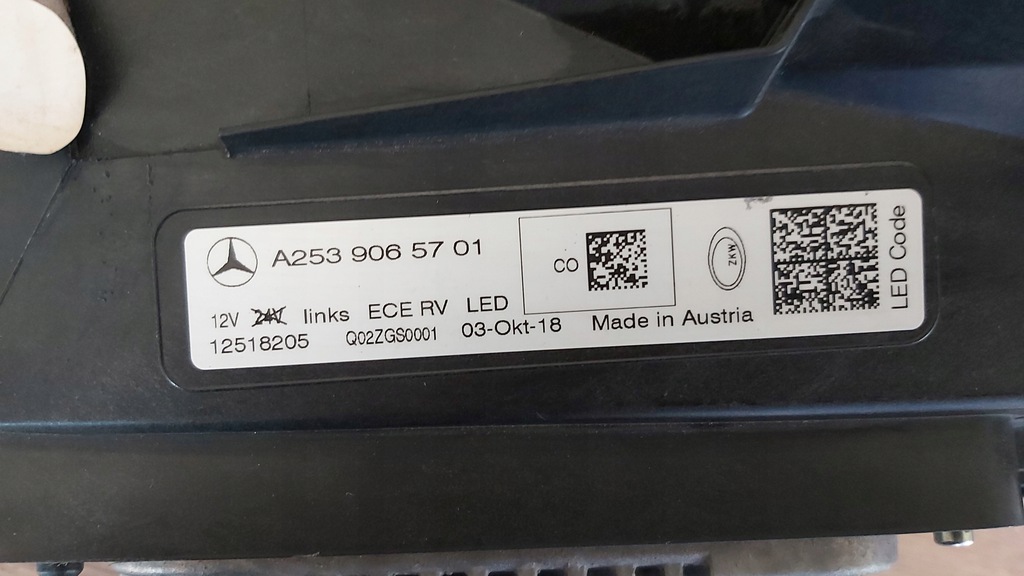 A253 906 57 01
12V 24V links ECE RV LED
12518205 Q02ZGS0001 03-Okt-18 Made in Austria
CO
ZKW
LED Code